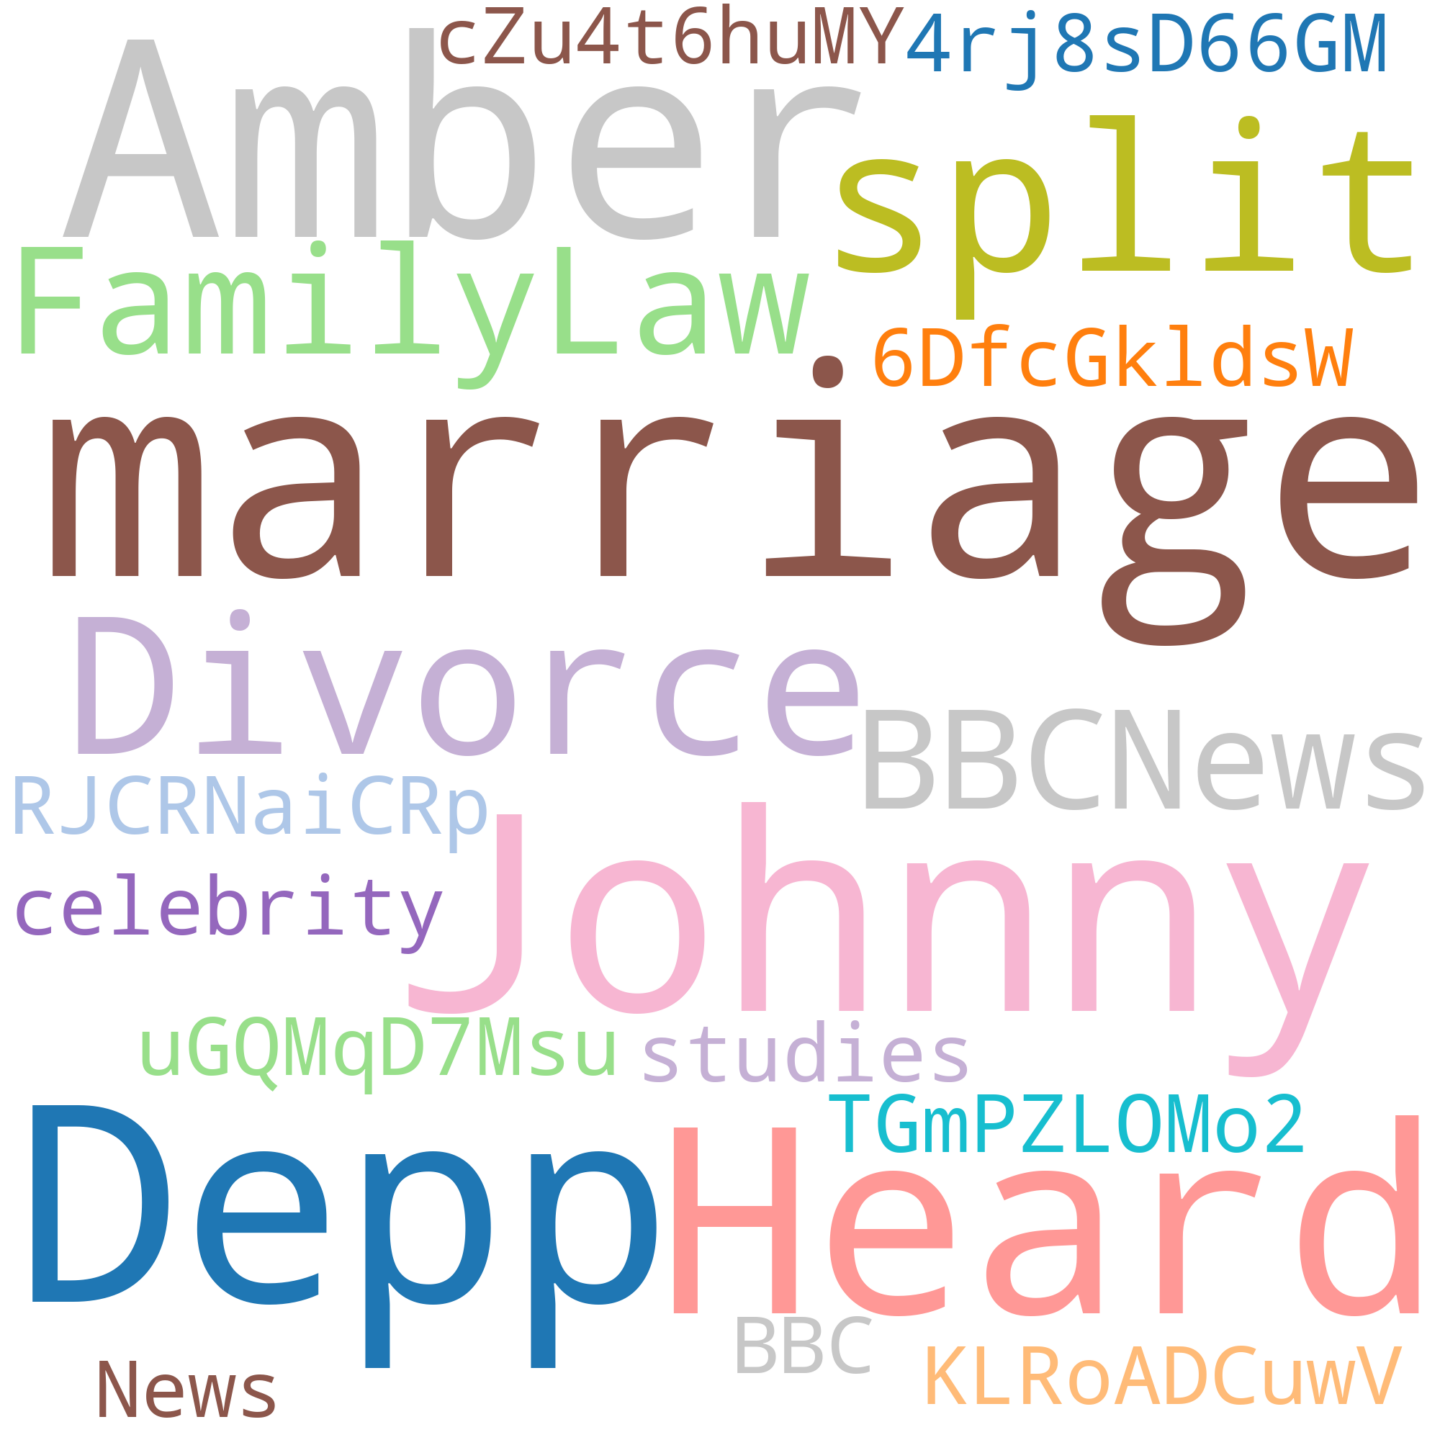 cZu4t6huMY
4rj8sD66GM
Amber
split
FamilyLaw
6DfcGkldsW
marriage
Divorce
BBCNews
RJCRNaiCRp
Johnny
celebrity
uGQMqD7Msu
studies
TGmPZLOMo2
Depp
Heard
BBC
News
KLRoADCuwV